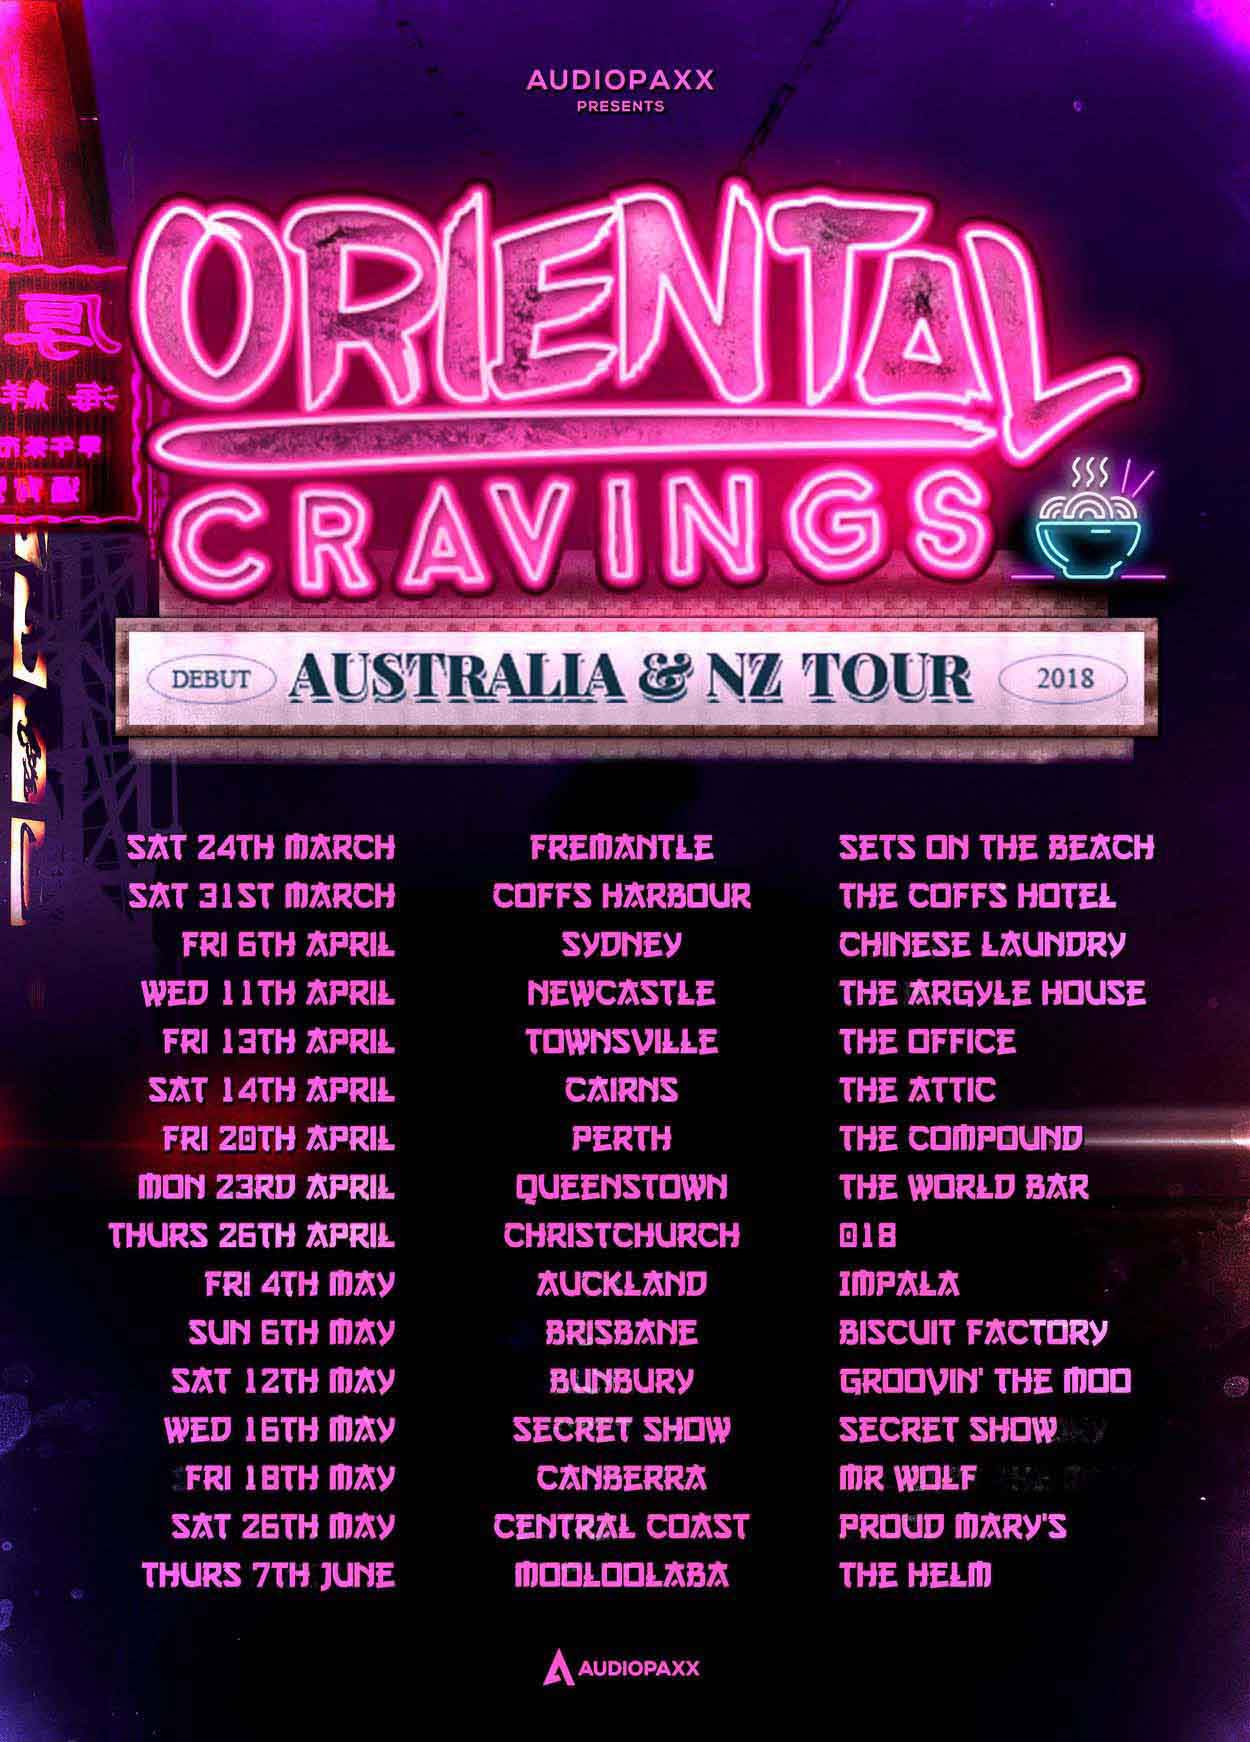 AUDIOPAXX
PRESENTS
ORIENTAL
CRAVINGS
DEBUT AUSTRALIA & NZ TOUR 2018
SAT 24TH MARCH FREMANTLE SETS ON THE BEACH
SAT 31ST MARCH COFFS HARBOUR THE COFFS HOTEL
FRI 6TH APRIL SYDNEY CHINESE LAUNDRY
WED 11TH APRIL NEWCASTLE THE ARGYLE HOUSE
FRI 13TH APRIL TOWNSVILLE THE OFFICE
SAT 14TH APRIL CAIRNS THE ATTIC
FRI 20TH APRIL PERTH THE COMPOUND
MON 23RD APRIL QUEENSTOWN THE WORLD BAR
THURS 26TH APRIL CHRISTCHURCH 018
FRI 4TH MAY AUCKLAND IMPALA
SUN 6TH MAY BRISBANE BISCUIT FACTORY
SAT 12TH MAY BUNBURY GROOVIN' THE MOO
WED 16TH MAY SECRET SHOW SECRET SHOW
FRI 18TH MAY CANBERRA MR WOLF
SAT 26TH MAY CENTRAL COAST PROUD MARY'S
THURS 7TH JUNE MOOLOOLABA THE HELM
AUDIOPAXX